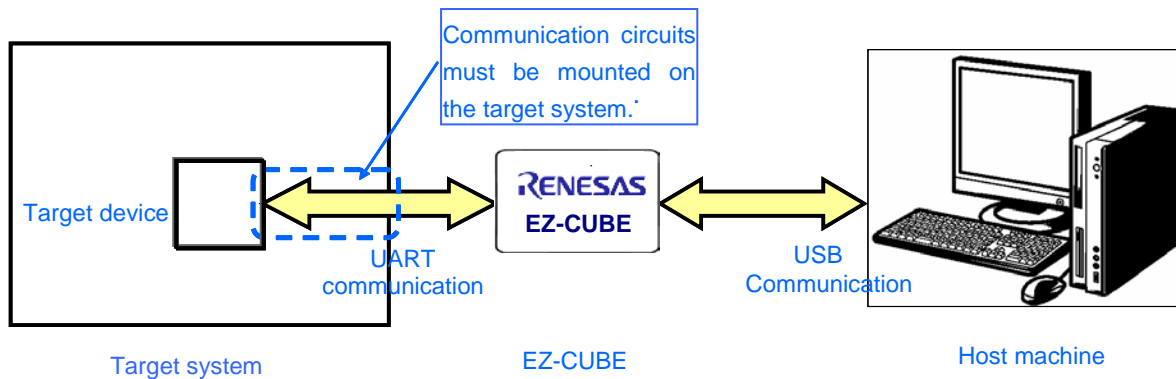 Communication circuits
must be mounted on
the target system.
Target device
RENESAS
EZ-CUBE
UART
communication
USB
Communication
Target system
EZ-CUBE
Host machine